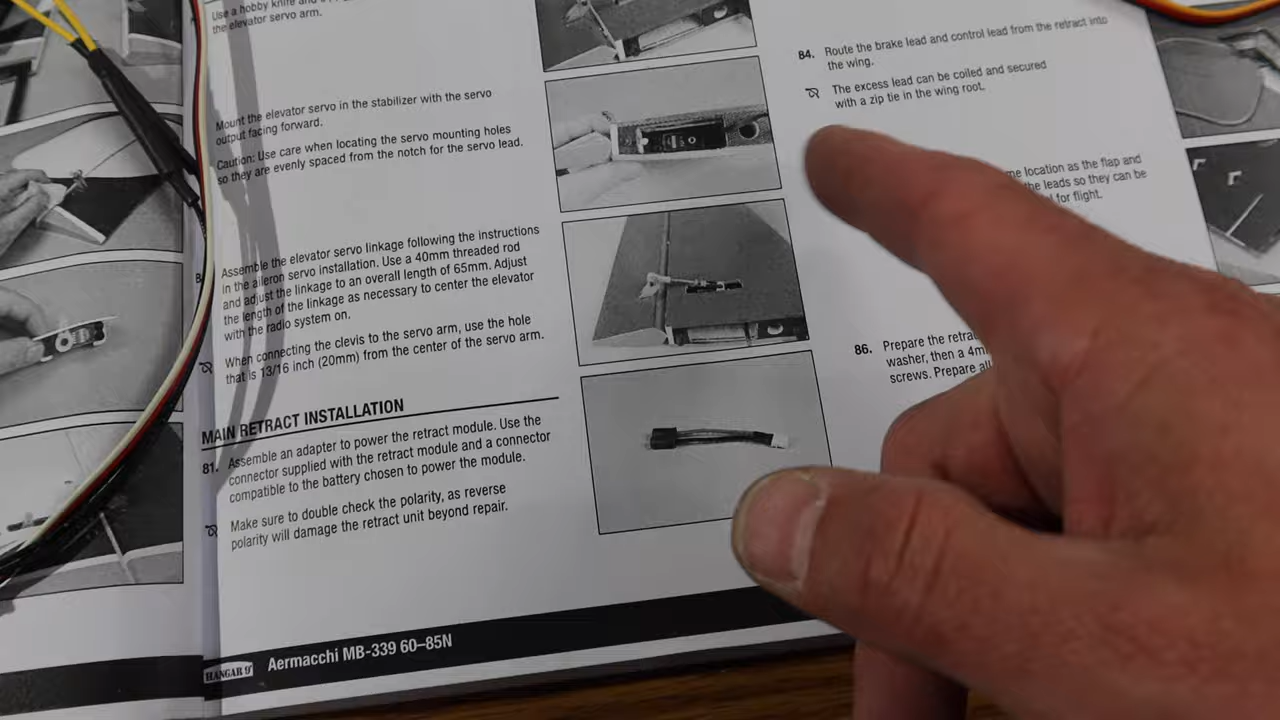 Use a hobby knife and
the elevator servo arm.
Mount the elevator servo in the stabilizer with the servo
output facing forward.
Caution: Use care when locating the servo mounting holes
so they are evenly spaced from the notch for the servo lead.
8
Assemble the elevator servo linkage following the instructions
in the aileron servo installation. Use a 40mm threaded rod
and adjust the linkage to an overall length of 65mm. Adjust
the length of the linkage as necessary to center the elevator
with the radio system on.
When connecting the clevis to the servo arm, use the hole
that is 13/16 inch (20mm) from the center of the servo arm.
MAIN RETRACT INSTALLATION
81. Assemble an adapter to power the retract module. Use the
connector supplied with the retract module and a connector
compatible to the battery chosen to power the module.
Make sure to double check the polarity, as reverse
polarity will damage the retract unit beyond repair.
HANGAR 9 Aermacchi MB-339 60–85N
84. Route the brake lead and control lead from the retract into
the wing.
The excess lead can be coiled and secured
with a zip tie in the wing root.
location as the flap and
the leads so they can be
for flight.
86. Prepare the
washer, then a
screws. Prepare